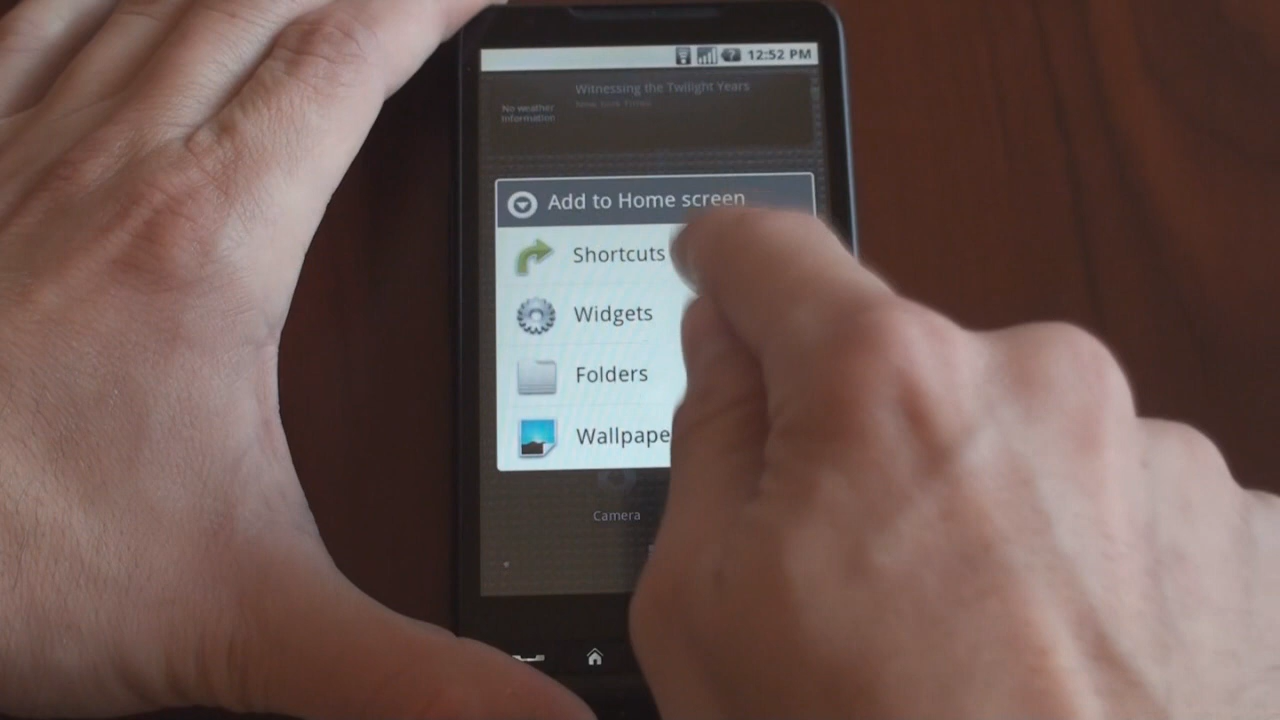 12:52 PM
Witnessing the Twilight Years
New York Times
No weather
information
Add to Home screen
Shortcuts
Widgets
Folders
Wallpape
Camera